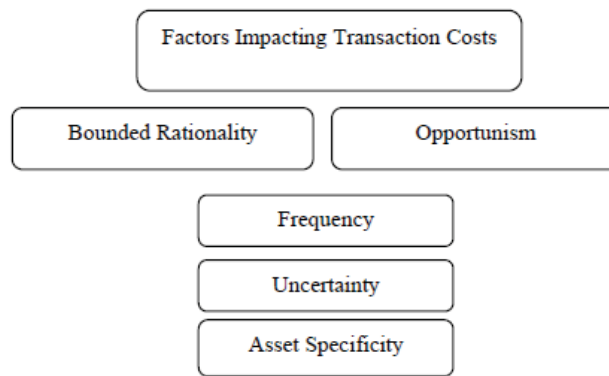 Factors Impacting Transaction Costs
Bounded Rationality
Opportunism
Frequency
Uncertainty
Asset Specificity